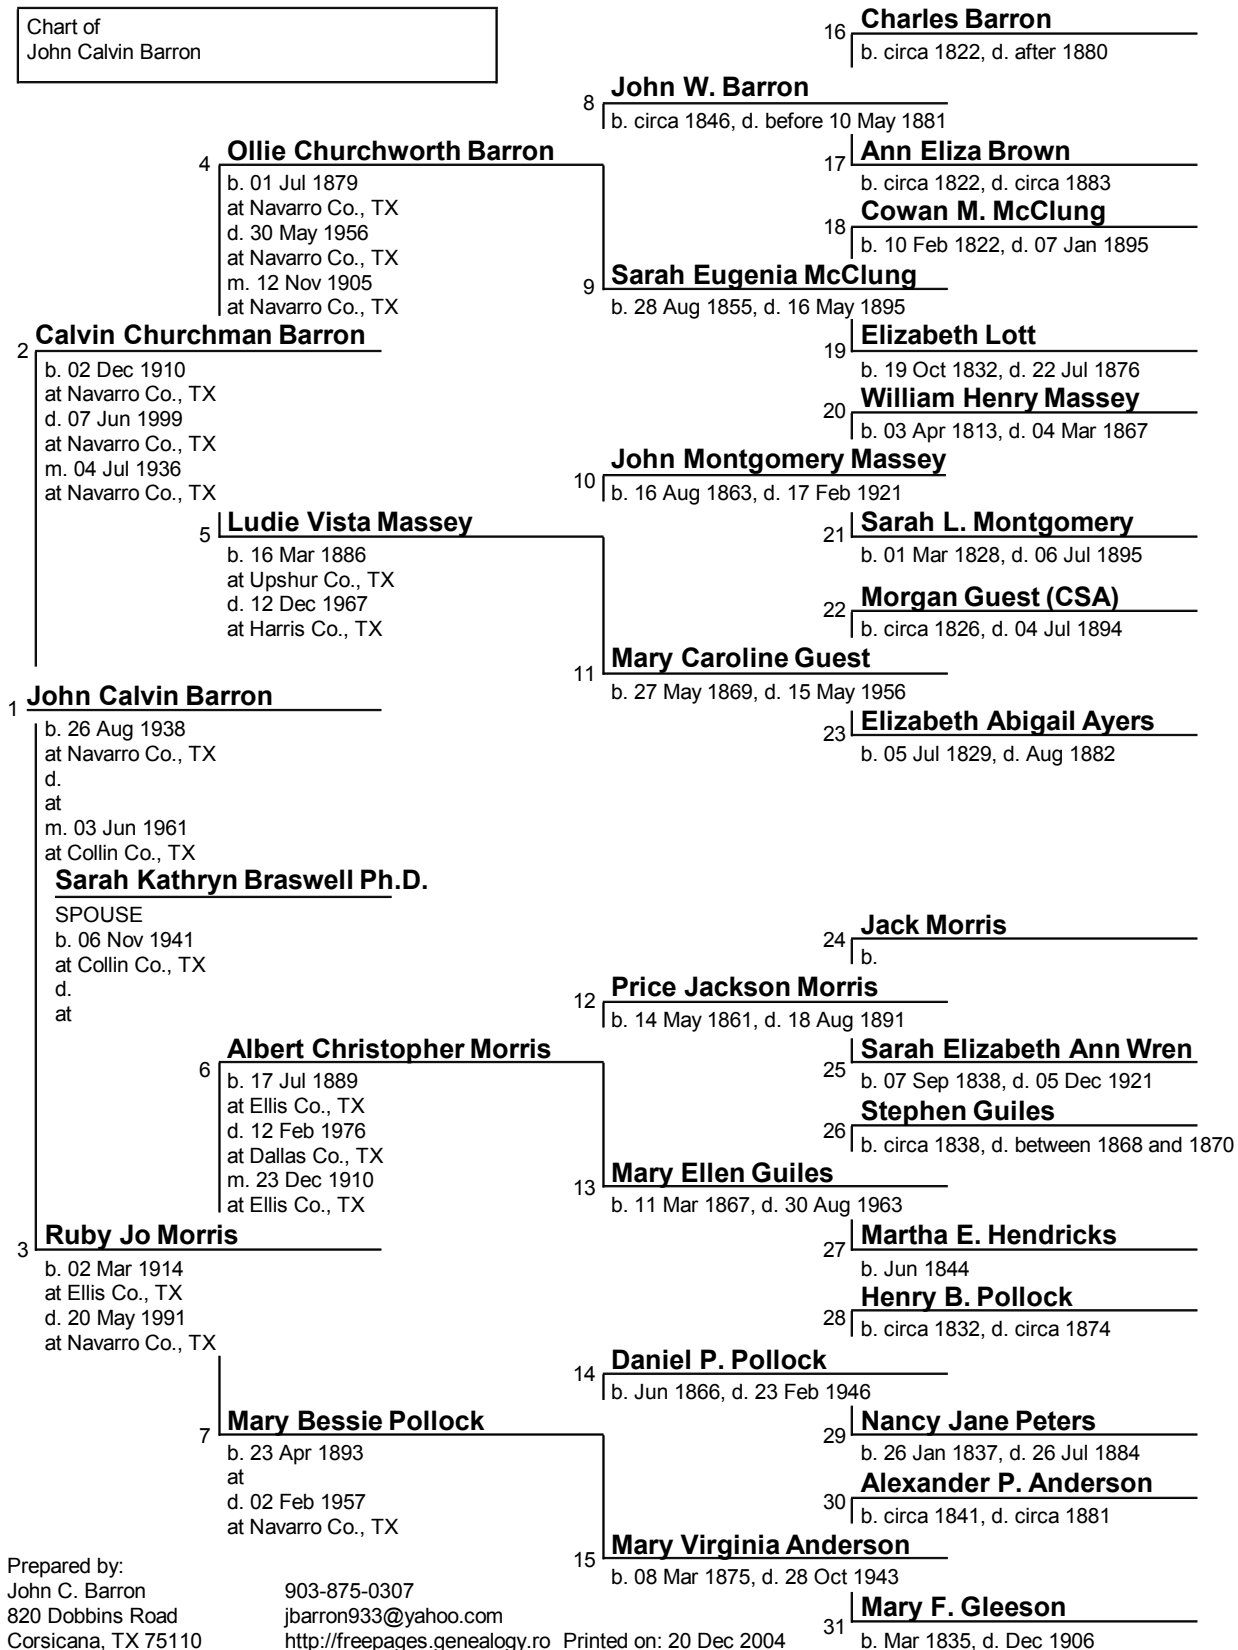 Chart of
John Calvin Barron
16
Charles Barron
b. circa 1822, d. after 1880
8
John W. Barron
b. circa 1846, d. before 10 May 1881
17
Ann Eliza Brown
b. circa 1822, d. circa 1883
4
Ollie Churchworth Barron
b. 01 Jul 1879
at Navarro Co., TX
d. 30 May 1956
at Navarro Co., TX
m. 12 Nov 1905
at Navarro Co., TX
18
Cowan M. McClung
b. 10 Feb 1822, d. 07 Jan 1895
9
Sarah Eugenia McClung
b. 28 Aug 1855, d. 16 May 1895
19
Elizabeth Lott
b. 19 Oct 1832, d. 22 Jul 1876
2
Calvin Churchman Barron
b. 02 Dec 1910
at Navarro Co., TX
d. 07 Jun 1999
at Navarro Co., TX
m. 04 Jul 1936
at Navarro Co., TX
20
William Henry Massey
b. 03 Apr 1813, d. 04 Mar 1867
10
John Montgomery Massey
b. 16 Aug 1863, d. 17 Feb 1921
21
Sarah L. Montgomery
b. 01 Mar 1828, d. 06 Jul 1895
5
Ludie Vista Massey
b. 16 Mar 1886
at Upshur Co., TX
d. 12 Dec 1967
at Harris Co., TX
22
Morgan Guest (CSA)
b. circa 1826, d. 04 Jul 1894
11
Mary Caroline Guest
b. 27 May 1869, d. 15 May 1956
23
Elizabeth Abigail Ayers
b. 05 Jul 1829, d. Aug 1882
1
John Calvin Barron
b. 26 Aug 1938
at Navarro Co., TX
d.
at
m. 03 Jun 1961
at Collin Co., TX
Sarah Kathryn Braswell Ph.D.
SPOUSE
b. 06 Nov 1941
at Collin Co., TX
d.
at
24
Jack Morris
b.
12
Price Jackson Morris
b. 14 May 1861, d. 18 Aug 1891
25
Sarah Elizabeth Ann Wren
b. 07 Sep 1838, d. 05 Dec 1921
6
Albert Christopher Morris
b. 17 Jul 1889
at Ellis Co., TX
d. 12 Feb 1976
at Dallas Co., TX
m. 23 Dec 1910
at Ellis Co., TX
26
Stephen Guiles
b. circa 1838, d. between 1868 and 1870
13
Mary Ellen Guiles
b. 11 Mar 1867, d. 30 Aug 1963
27
Martha E. Hendricks
b. Jun 1844
3
Ruby Jo Morris
b. 02 Mar 1914
at Ellis Co., TX
d. 20 May 1991
at Navarro Co., TX
28
Henry B. Pollock
b. circa 1832, d. circa 1874
14
Daniel P. Pollock
b. Jun 1866, d. 23 Feb 1946
29
Nancy Jane Peters
b. 26 Jan 1837, d. 26 Jul 1884
7
Mary Bessie Pollock
b. 23 Apr 1893
at
d. 02 Feb 1957
at Navarro Co., TX
30
Alexander P. Anderson
b. circa 1841, d. circa 1881
15
Mary Virginia Anderson
b. 08 Mar 1875, d. 28 Oct 1943
31
Mary F. Gleeson
b. Mar 1835, d. Dec 1906
Prepared by:
John C. Barron 903-875-0307
820 Dobbins Road jbarron933@yahoo.com
Corsicana, TX 75110 http://freepages.genealogy.ro Printed on: 20 Dec 2004